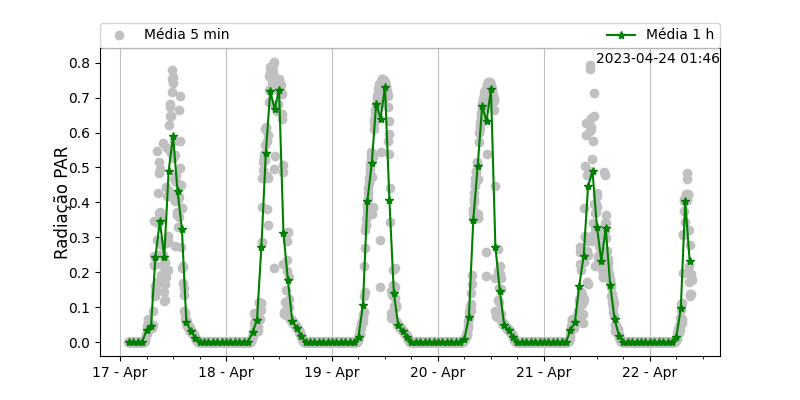 Média 5 min
Média 1 h
2023-04-24 01:46
Radiação PAR
0.8
0.7
0.6
0.5
0.4
0.3
0.2
0.1
0.0
17 - Apr
18 - Apr
19 - Apr
20 - Apr
21 - Apr
22 - Apr